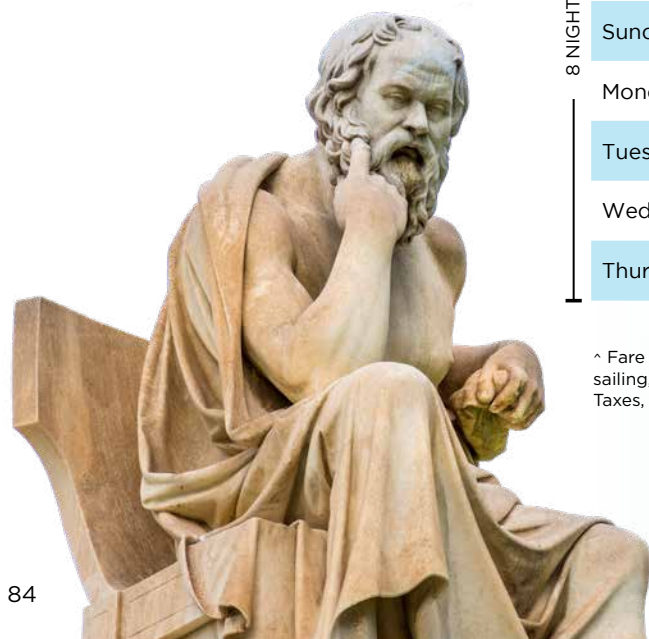 8 NIGHT
Sund
Mond
Tues
Wed
Thur
^ Fare
sailing,
Taxes,
84